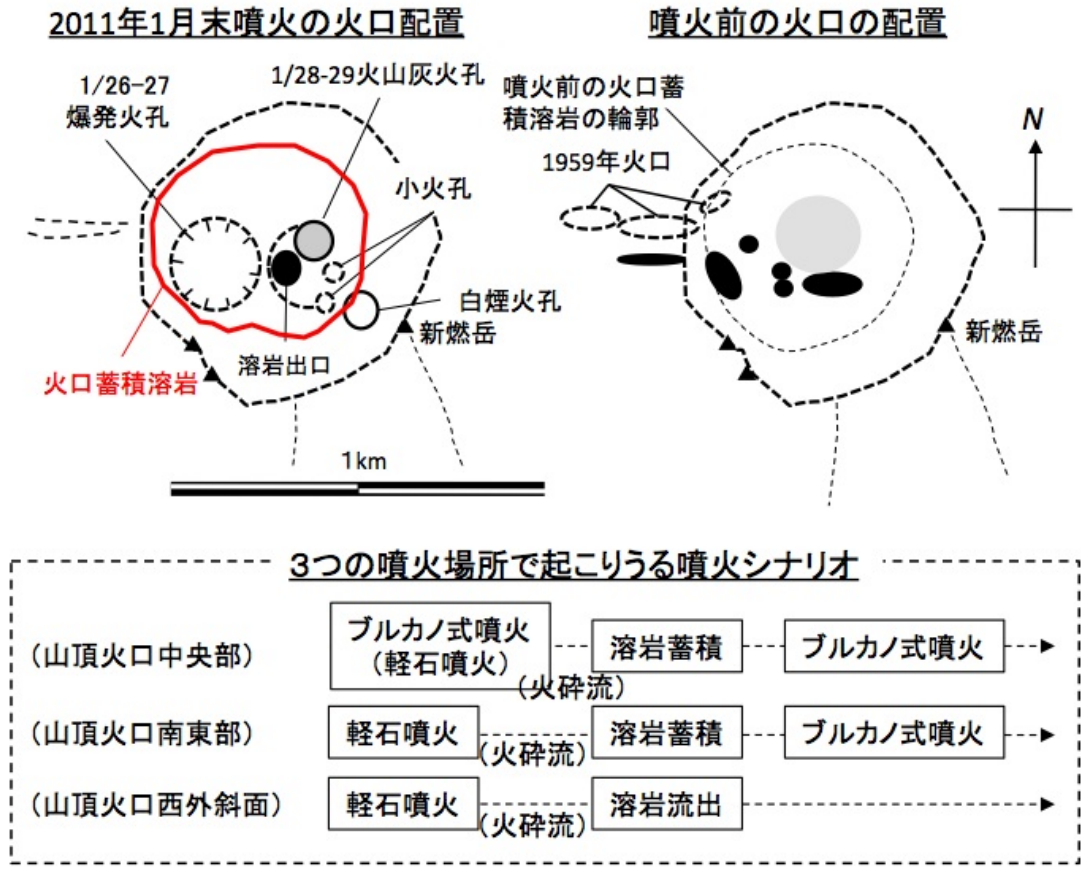 2011年1月末噴火の火口配置
1/26-27
爆発火孔
1/28-29火山灰火孔
小火孔
白煙火孔
新燃岳
溶岩出口
火口蓄積溶岩
1km
噴火前の火口の配置
噴火前の火口蓄
積溶岩の輪郭
1959年火口
N
新燃岳
3つの噴火場所で起こりうる噴火シナリオ
(山頂火口中央部)
ブルカノ式噴火
(軽石噴火)
(火砕流)
溶岩蓄積
ブルカノ式噴火
(山頂火口南東部)
軽石噴火
(火砕流)
溶岩蓄積
ブルカノ式噴火
(山頂火口西外斜面)
軽石噴火
(火砕流)
溶岩流出